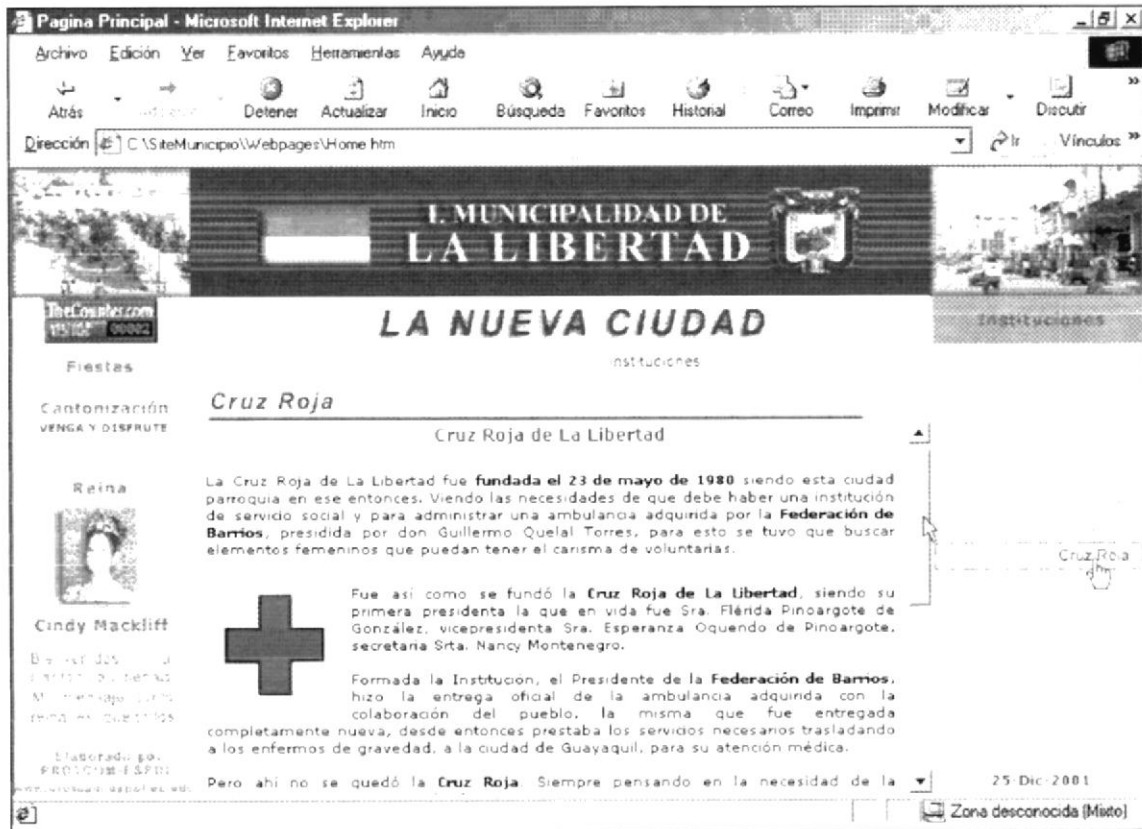 Pagina Principal - Microsoft Internet Explorer
Archivo Edición Ver Favoritos Herramientas Ayuda
Atrás Detener Actualizar Inicio Búsqueda Favoritos Historial Correo Imprimir Modificar Discutir
Dirección C:\SiteMunicipio\Webpages\Home.htm Ir Vínculos
I. MUNICIPALIDAD DE
LA LIBERTAD
TheCounter.com
00002
LA NUEVA CIUDAD
Instituciones
Instituciones
Fiestas
Cantonización
VENGA Y DISFRUTE
Reina
Cindy Mackliff
Elaborado por
Cruz Roja
Cruz Roja de La Libertad
La Cruz Roja de La Libertad fue fundada el 23 de mayo de 1980 siendo esta ciudad
parroquia en ese entonces. Viendo las necesidades de que debe haber una institución
de servicio social y para administrar una ambulancia adquirida por la Federación de
Barrios, presidida por don Guillermo Quelal Torres, para esto se tuvo que buscar
elementos femeninos que puedan tener el carisma de voluntarias.
Fue así como se fundó la Cruz Roja de La Libertad, siendo su
primera presidenta la que en vida fue Sra. Flérida Pinoargote de
González, vicepresidenta Sra. Esperanza Oquendo de Pinoargote,
secretaria Srta. Nancy Montenegro.
Formada la Institución, el Presidente de la Federación de Barrios,
hizo la entrega oficial de la ambulancia adquirida con la
colaboración del pueblo, la misma que fue entregada
completamente nueva, desde entonces prestaba los servicios necesarios trasladando
a los enfermos de gravedad, a la ciudad de Guayaquil, para su atención médica.
Pero ahí no se quedó la Cruz Roja. Siempre pensando en la necesidad de la
Cruz Roja
25-Dic-2001
Zona desconocida (Mixto)